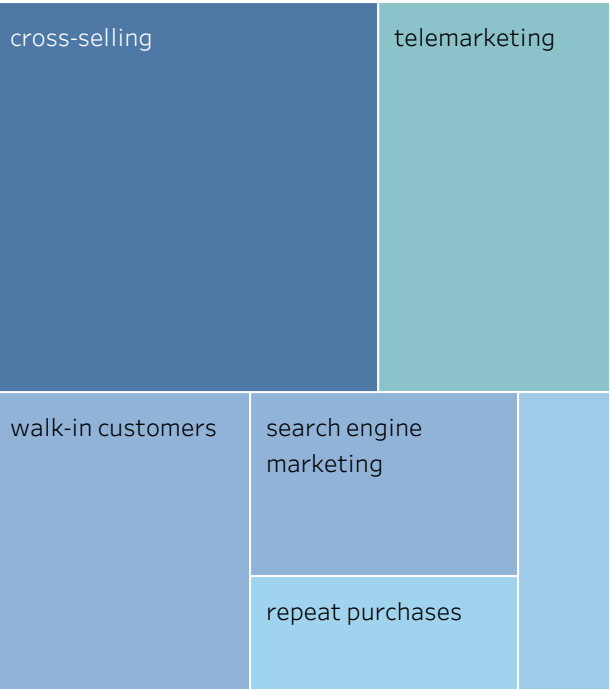 cross-selling
telemarketing
walk-in customers
search engine
marketing
repeat purchases